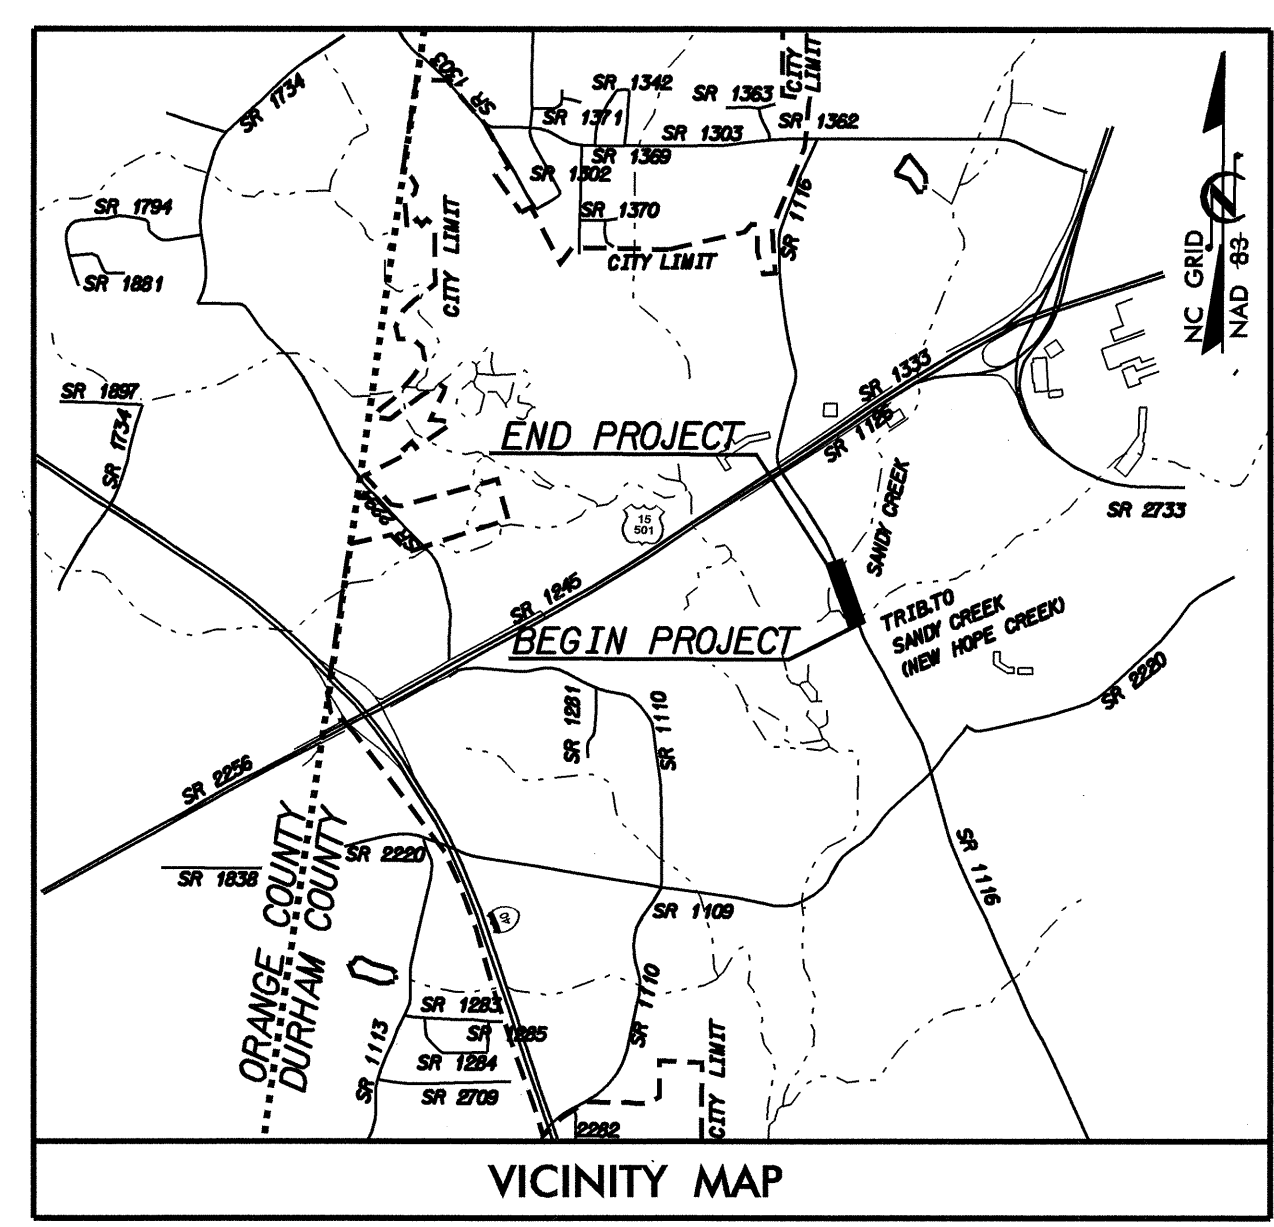 SR 1734
SR 1303
SR 1342
SR 1363
CITY
LIMIT
SR 1371
SR 1303
SR 1362
SR 1369
SR 1302
SR 1794
SR 1370
SR 1116
CITY LIMIT
CITY LIMIT
SR 1881
NC GRID
NAD 83
SR 1897
SR 1734
SR 1333
SR 1126
END PROJECT
SR
15
501
SANDY CREEK
SR 2733
SR 1245
BEGIN PROJECT
TRIB.TO
SANDY CREEK
(NEW HOPE CREEK)
SR 2220
SR 1281
SR 1110
SR 2256
ORANGE COUNTY
DURHAM COUNTY
SR 2220
SR 1838
SR 1109
SR 1116
40
SR 1110
SR 1283
SR 1285
SR 1284
SR 1113
SR 2709
CITY LIMIT
2282
VICINITY MAP